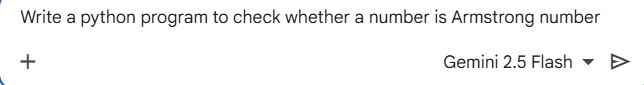 Write a python program to check whether a number is Armstrong number
Gemini 2.5 Flash